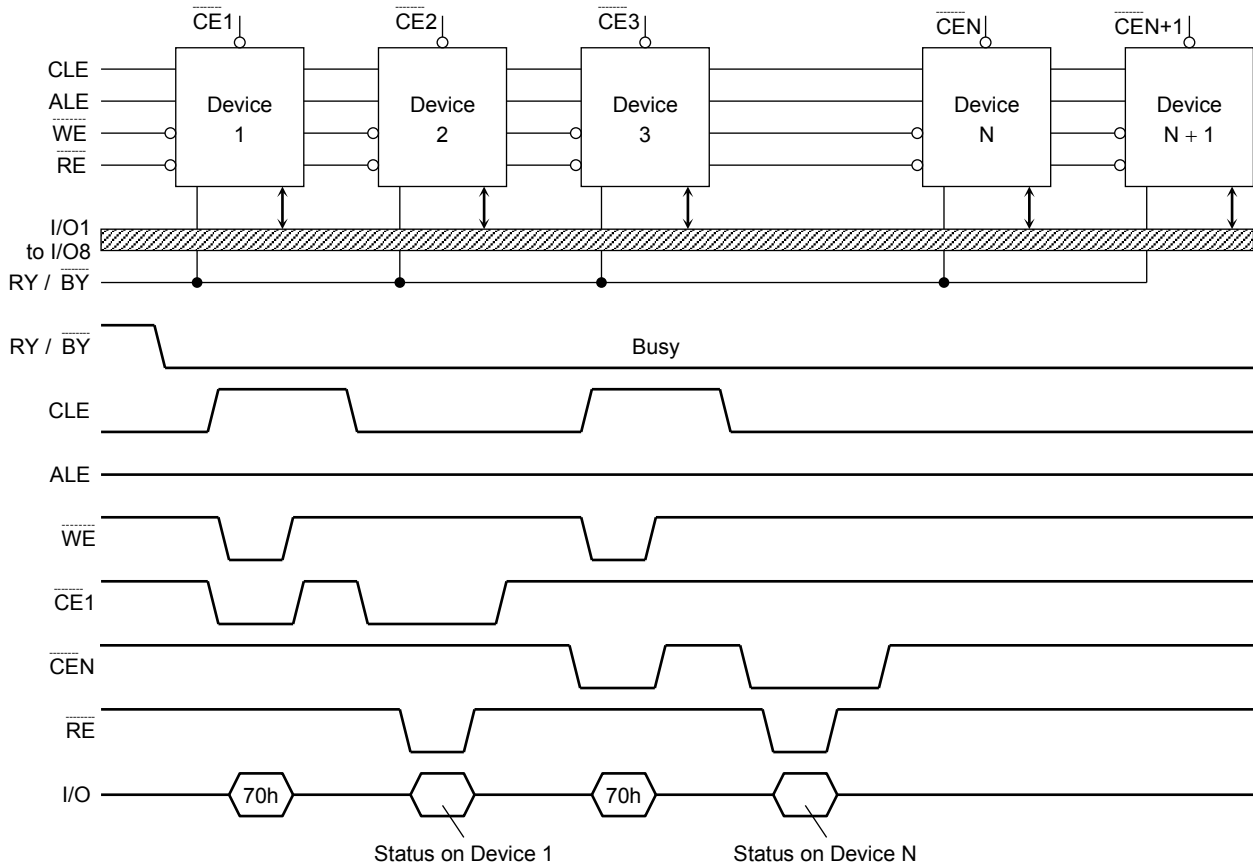 CE1 CE2 CE3 CEN CEN+1
CLE
ALE
WE
RE
Device 1
Device 2
Device 3
Device N
Device N + 1
I/O1
to I/O8
RY / BY
RY / BY
Busy
CLE
ALE
WE
CE1
CEN
RE
I/O
70h
70h
Status on Device 1
Status on Device N